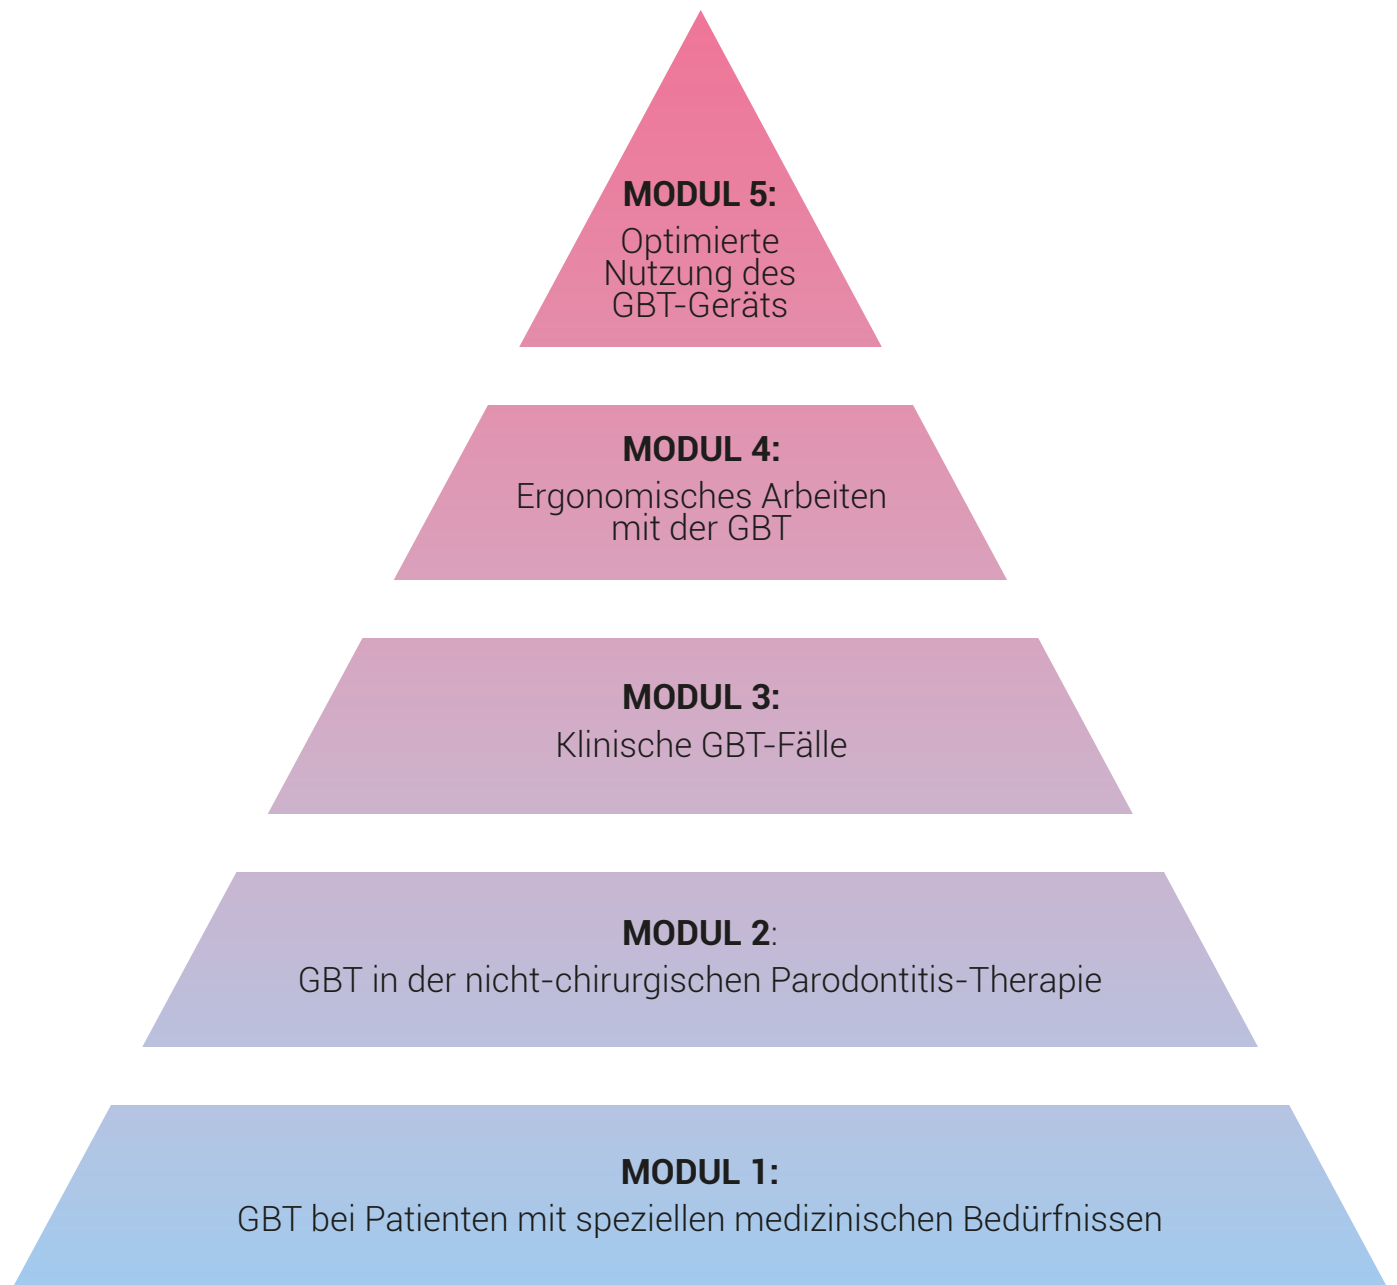 MODUL 5:
Optimierte
Nutzung des
GBT-Geräts
MODUL 4:
Ergonomisches Arbeiten
mit der GBT
MODUL 3:
Klinische GBT-Fälle
MODUL 2:
GBT in der nicht-chirurgischen Parodontitis-Therapie
MODUL 1:
GBT bei Patienten mit speziellen medizinischen Bedürfnissen